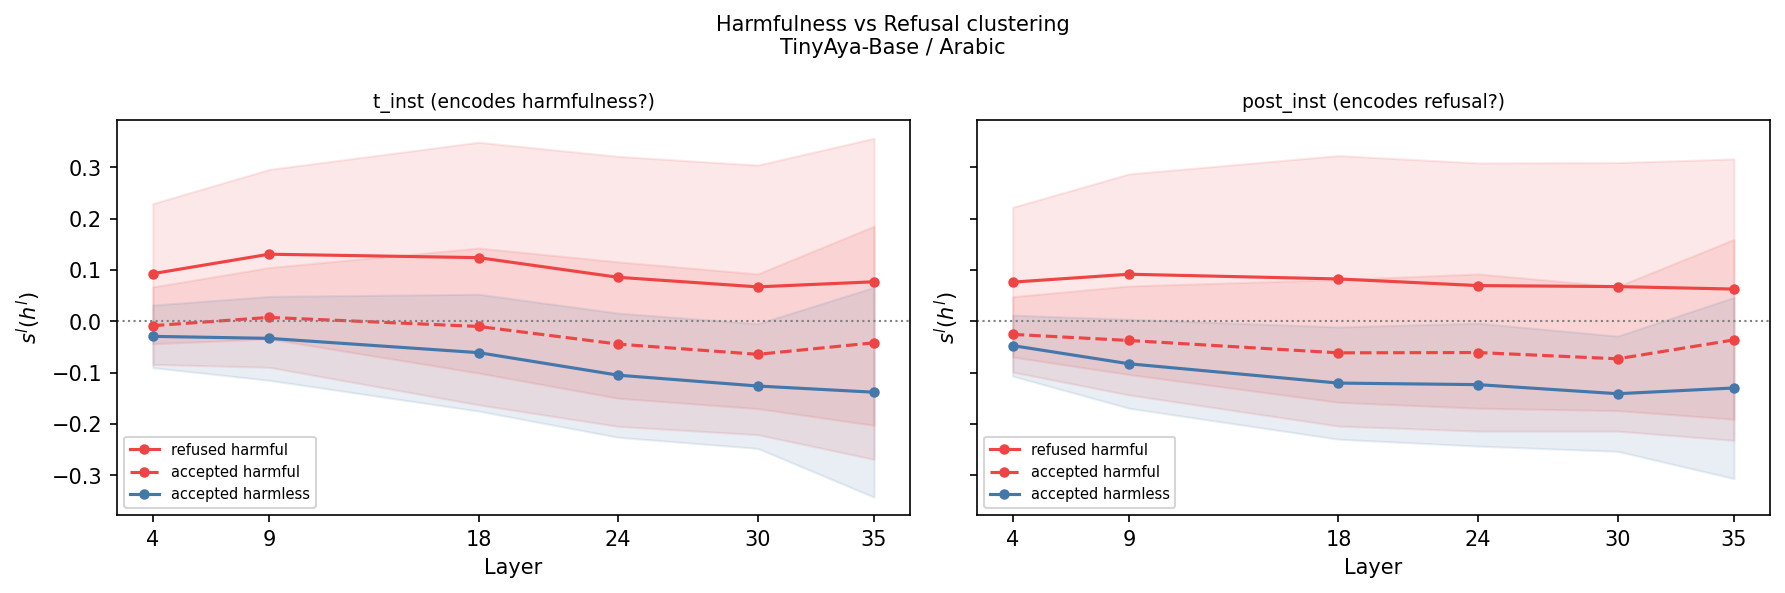 Harmfulness vs Refusal clustering
TinyAya-Base / Arabic
t_inst (encodes harmfulness?)
0.3
0.2
0.1
0.0
−0.1
−0.2
−0.3
s^l(h^l)
refused harmful
accepted harmful
accepted harmless
4 9 18 24 30 35
Layer
post_inst (encodes refusal?)
s^l(h^l)
refused harmful
accepted harmful
accepted harmless
4 9 18 24 30 35
Layer